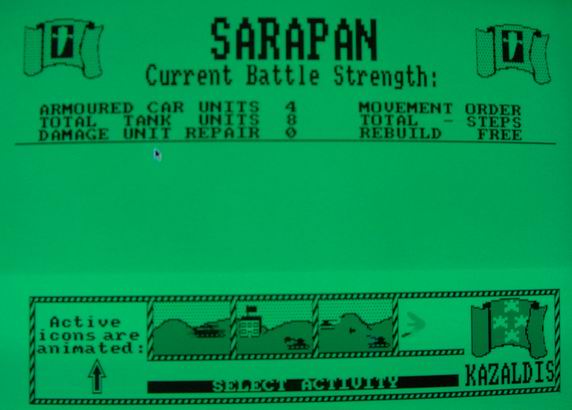 SARAPAN
Current Battle Strength:
ARMOURED CAR UNITS 4 MOVEMENT ORDER
TOTAL TANK UNITS 8 TOTAL - STEPS
DAMAGE UNIT REPAIR 0 REBUILD FREE
Active
icons are
animated:
SELECT ACTIVITY
KAZALDIS